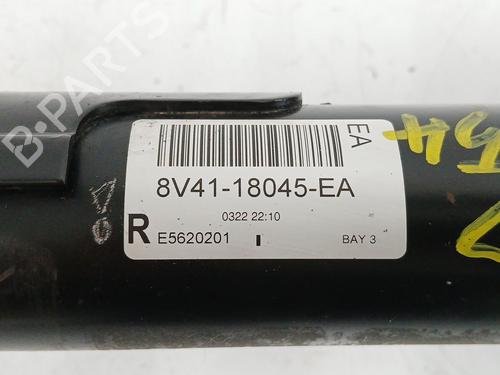 B-PARTS
EA
8V41-18045-EA
0322 22:10
R E5620201 BAY 3